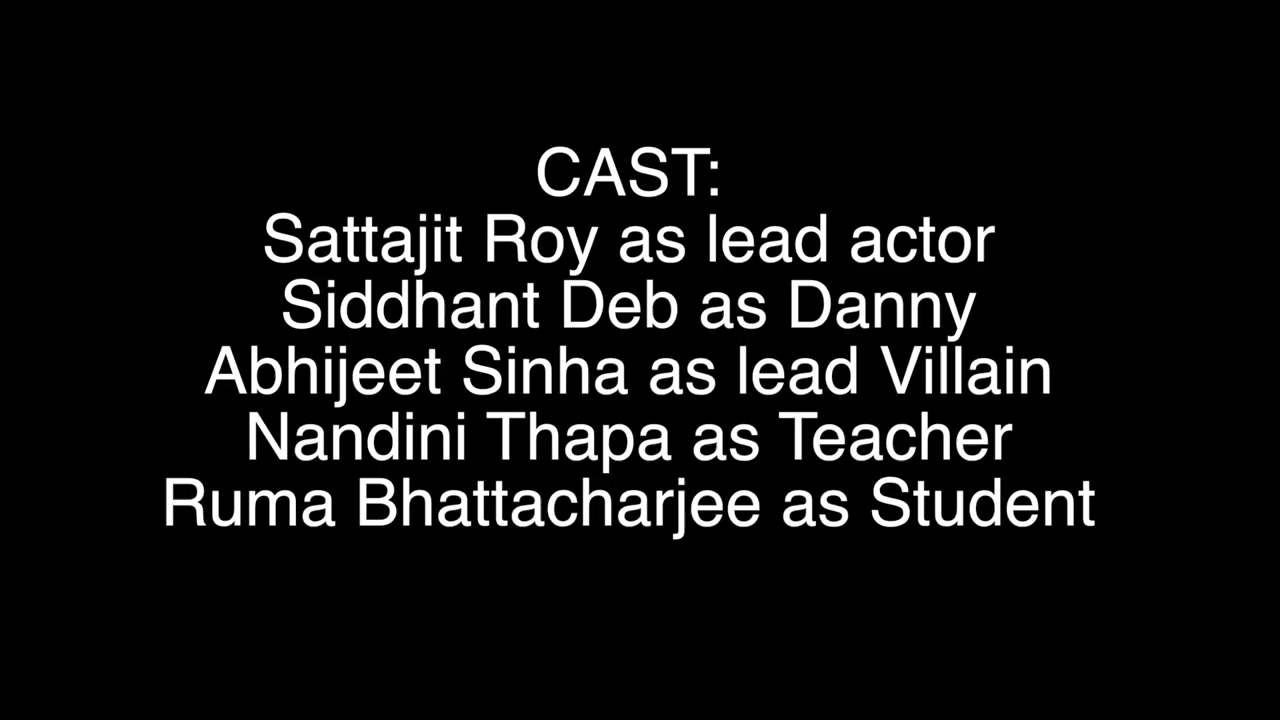 CAST:
Sattajit Roy as lead actor
Siddhant Deb as Danny
Abhijeet Sinha as lead Villain
Nandini Thapa as Teacher
Ruma Bhattacharjee as Student